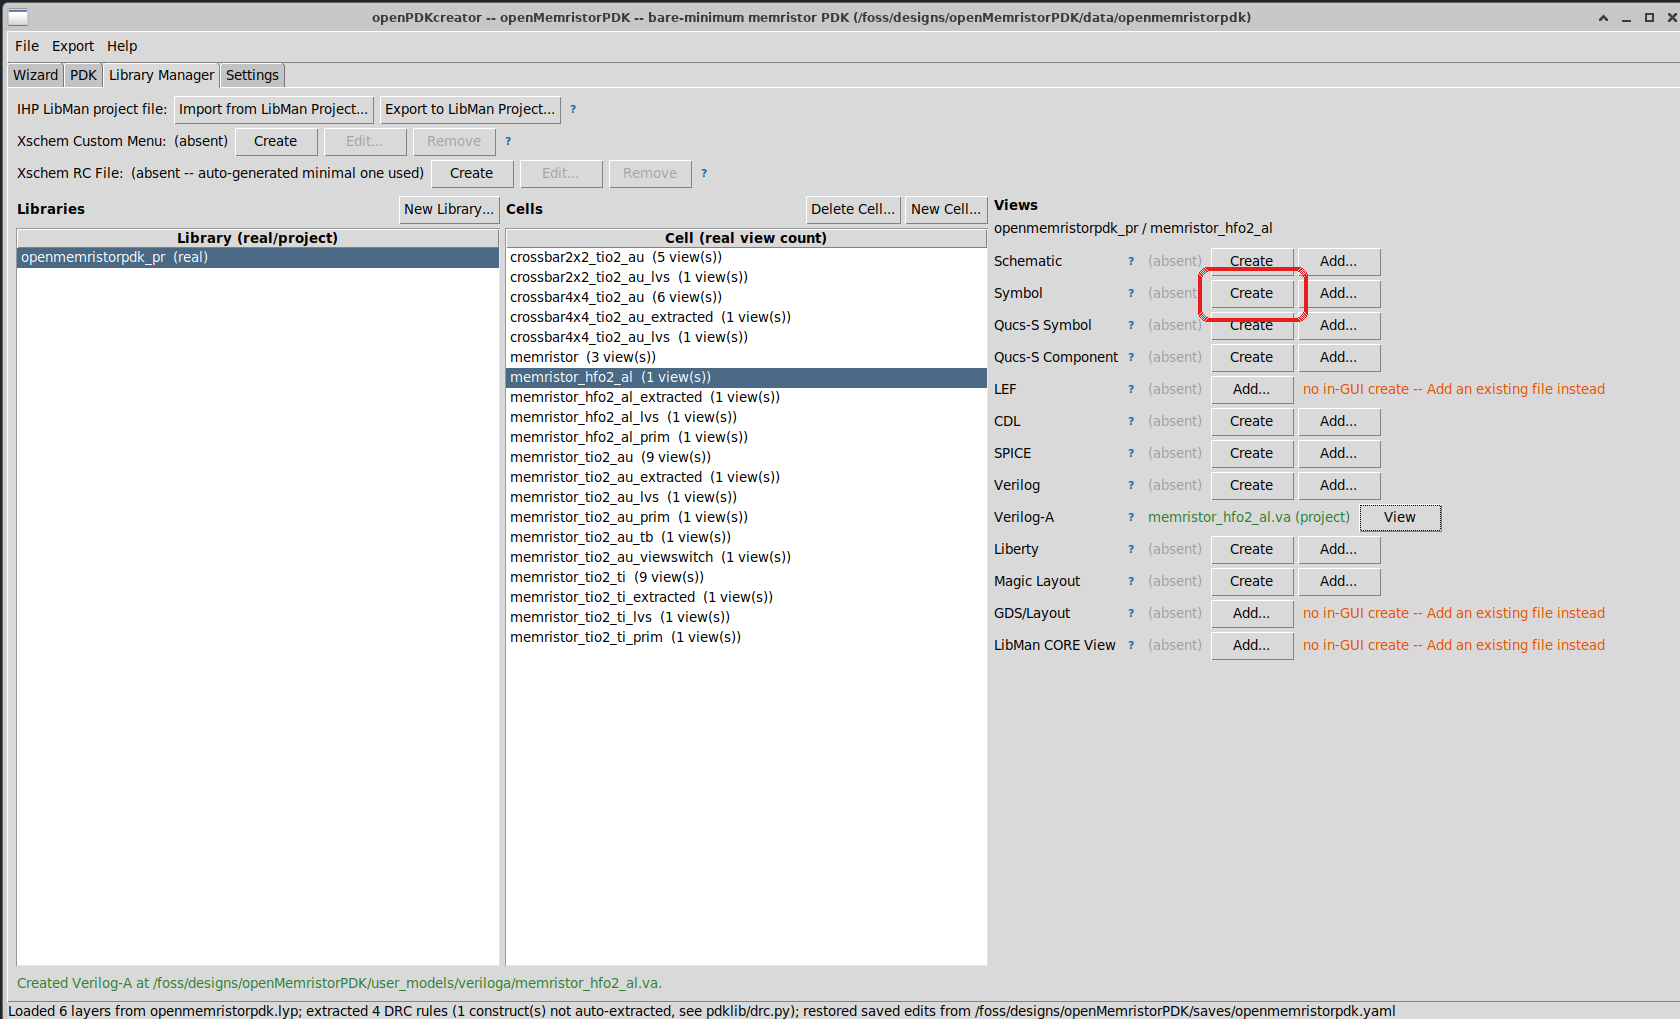 openPDKcreator -- openMemristorPDK -- bare-minimum memristor PDK (/foss/designs/openMemristorPDK/data/openmemristorpdk)
File Export Help
Wizard PDK Library Manager Settings
IHP LibMan project file: Import from LibMan Project... Export to LibMan Project... ?
Xschem Custom Menu: (absent) Create Edit... Remove ?
Xschem RC File: (absent -- auto-generated minimal one used) Create Edit... Remove ?
Libraries New Library...
Library (real/project)
openmemristorpdk_pr (real)
Cells Delete Cell... New Cell...
Cell (real view count)
crossbar2x2_tio2_au (5 view(s))
crossbar2x2_tio2_au_lvs (1 view(s))
crossbar4x4_tio2_au (6 view(s))
crossbar4x4_tio2_au_extracted (1 view(s))
crossbar4x4_tio2_au_lvs (1 view(s))
memristor (3 view(s))
memristor_hfo2_al (1 view(s))
memristor_hfo2_al_extracted (1 view(s))
memristor_hfo2_al_lvs (1 view(s))
memristor_hfo2_al_prim (1 view(s))
memristor_tio2_au (9 view(s))
memristor_tio2_au_extracted (1 view(s))
memristor_tio2_au_lvs (1 view(s))
memristor_tio2_au_prim (1 view(s))
memristor_tio2_au_tb (1 view(s))
memristor_tio2_au_viewswitch (1 view(s))
memristor_tio2_ti (9 view(s))
memristor_tio2_ti_extracted (1 view(s))
memristor_tio2_ti_lvs (1 view(s))
memristor_tio2_ti_prim (1 view(s))
Views
openmemristorpdk_pr / memristor_hfo2_al
Schematic ? (absent) Create Add...
Symbol ? (absent Create Add...
Qucs-S Symbol ? (absent) Create Add...
Qucs-S Component ? (absent) Create Add...
LEF ? (absent) Add... no in-GUI create -- Add an existing file instead
CDL ? (absent) Create Add...
SPICE ? (absent) Create Add...
Verilog ? (absent) Create Add...
Verilog-A ? memristor_hfo2_al.va (project) View
Liberty ? (absent) Create Add...
Magic Layout ? (absent) Create Add...
GDS/Layout ? (absent) Add... no in-GUI create -- Add an existing file instead
LibMan CORE View ? (absent) Add... no in-GUI create -- Add an existing file instead
Created Verilog-A at /foss/designs/openMemristorPDK/user_models/veriloga/memristor_hfo2_al.va.
Loaded 6 layers from openmemristorpdk.lyp; extracted 4 DRC rules (1 construct(s) not auto-extracted, see pdklib/drc.py); restored saved edits from /foss/designs/openMemristorPDK/saves/openmemristorpdk.yaml